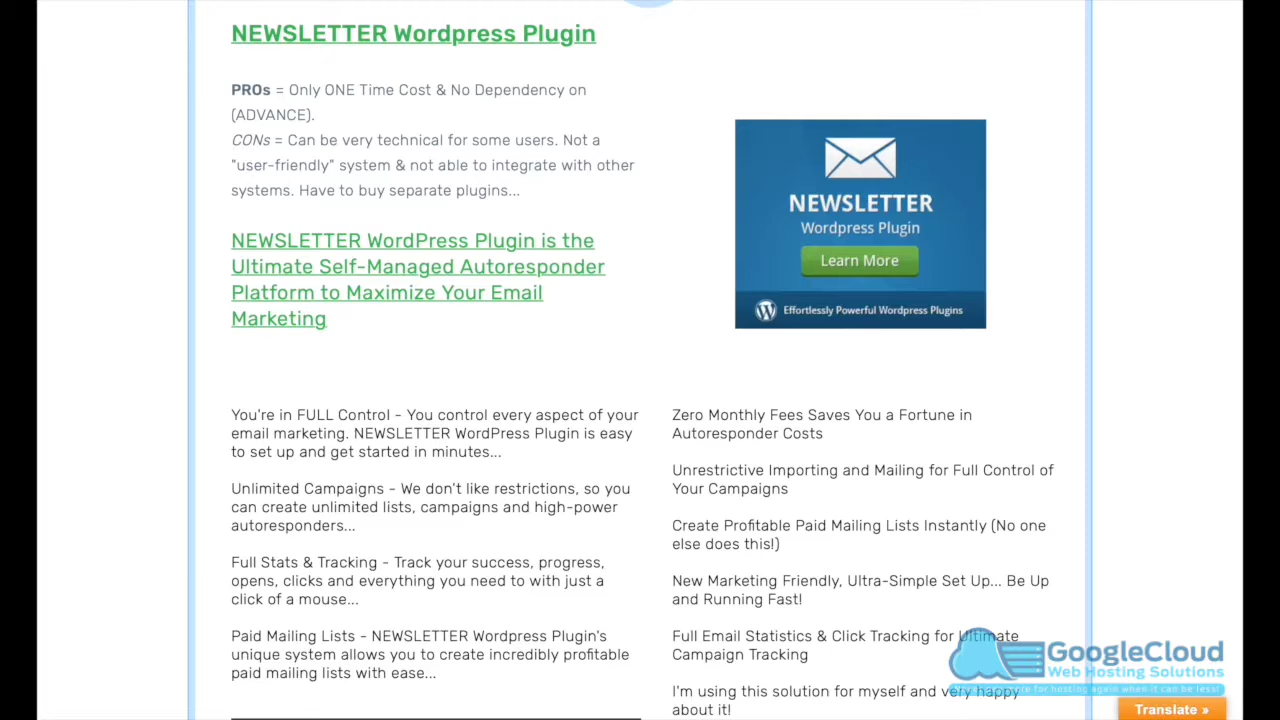 NEWSLETTER Wordpress Plugin
PROs = Only ONE Time Cost & No Dependency on
(ADVANCE).
CONs = Can be very technical for some users. Not a
"user-friendly" system & not able to integrate with other
systems. Have to buy separate plugins...
NEWSLETTER WordPress Plugin is the
Ultimate Self-Managed Autoresponder
Platform to Maximize Your Email
Marketing
NEWSLETTER
Wordpress Plugin
Learn More
Effortlessly Powerful Wordpress Plugins
You're in FULL Control - You control every aspect of your
email marketing. NEWSLETTER WordPress Plugin is easy
to set up and get started in minutes...
Unlimited Campaigns - We don't like restrictions, so you
can create unlimited lists, campaigns and high-power
autoresponders...
Full Stats & Tracking - Track your success, progress,
opens, clicks and everything you need to with just a
click of a mouse...
Paid Mailing Lists - NEWSLETTER Wordpress Plugin's
unique system allows you to create incredibly profitable
paid mailing lists with ease...
Zero Monthly Fees Saves You a Fortune in
Autoresponder Costs
Unrestrictive Importing and Mailing for Full Control of
Your Campaigns
Create Profitable Paid Mailing Lists Instantly (No one
else does this!)
New Marketing Friendly, Ultra-Simple Set Up... Be Up
and Running Fast!
Full Email Statistics & Click Tracking for Ultimate
Campaign Tracking
I'm using this solution for myself and very happy
about it!
GoogleCloud
Web Hosting Solutions
for hosting again when it can be less!
Translate »